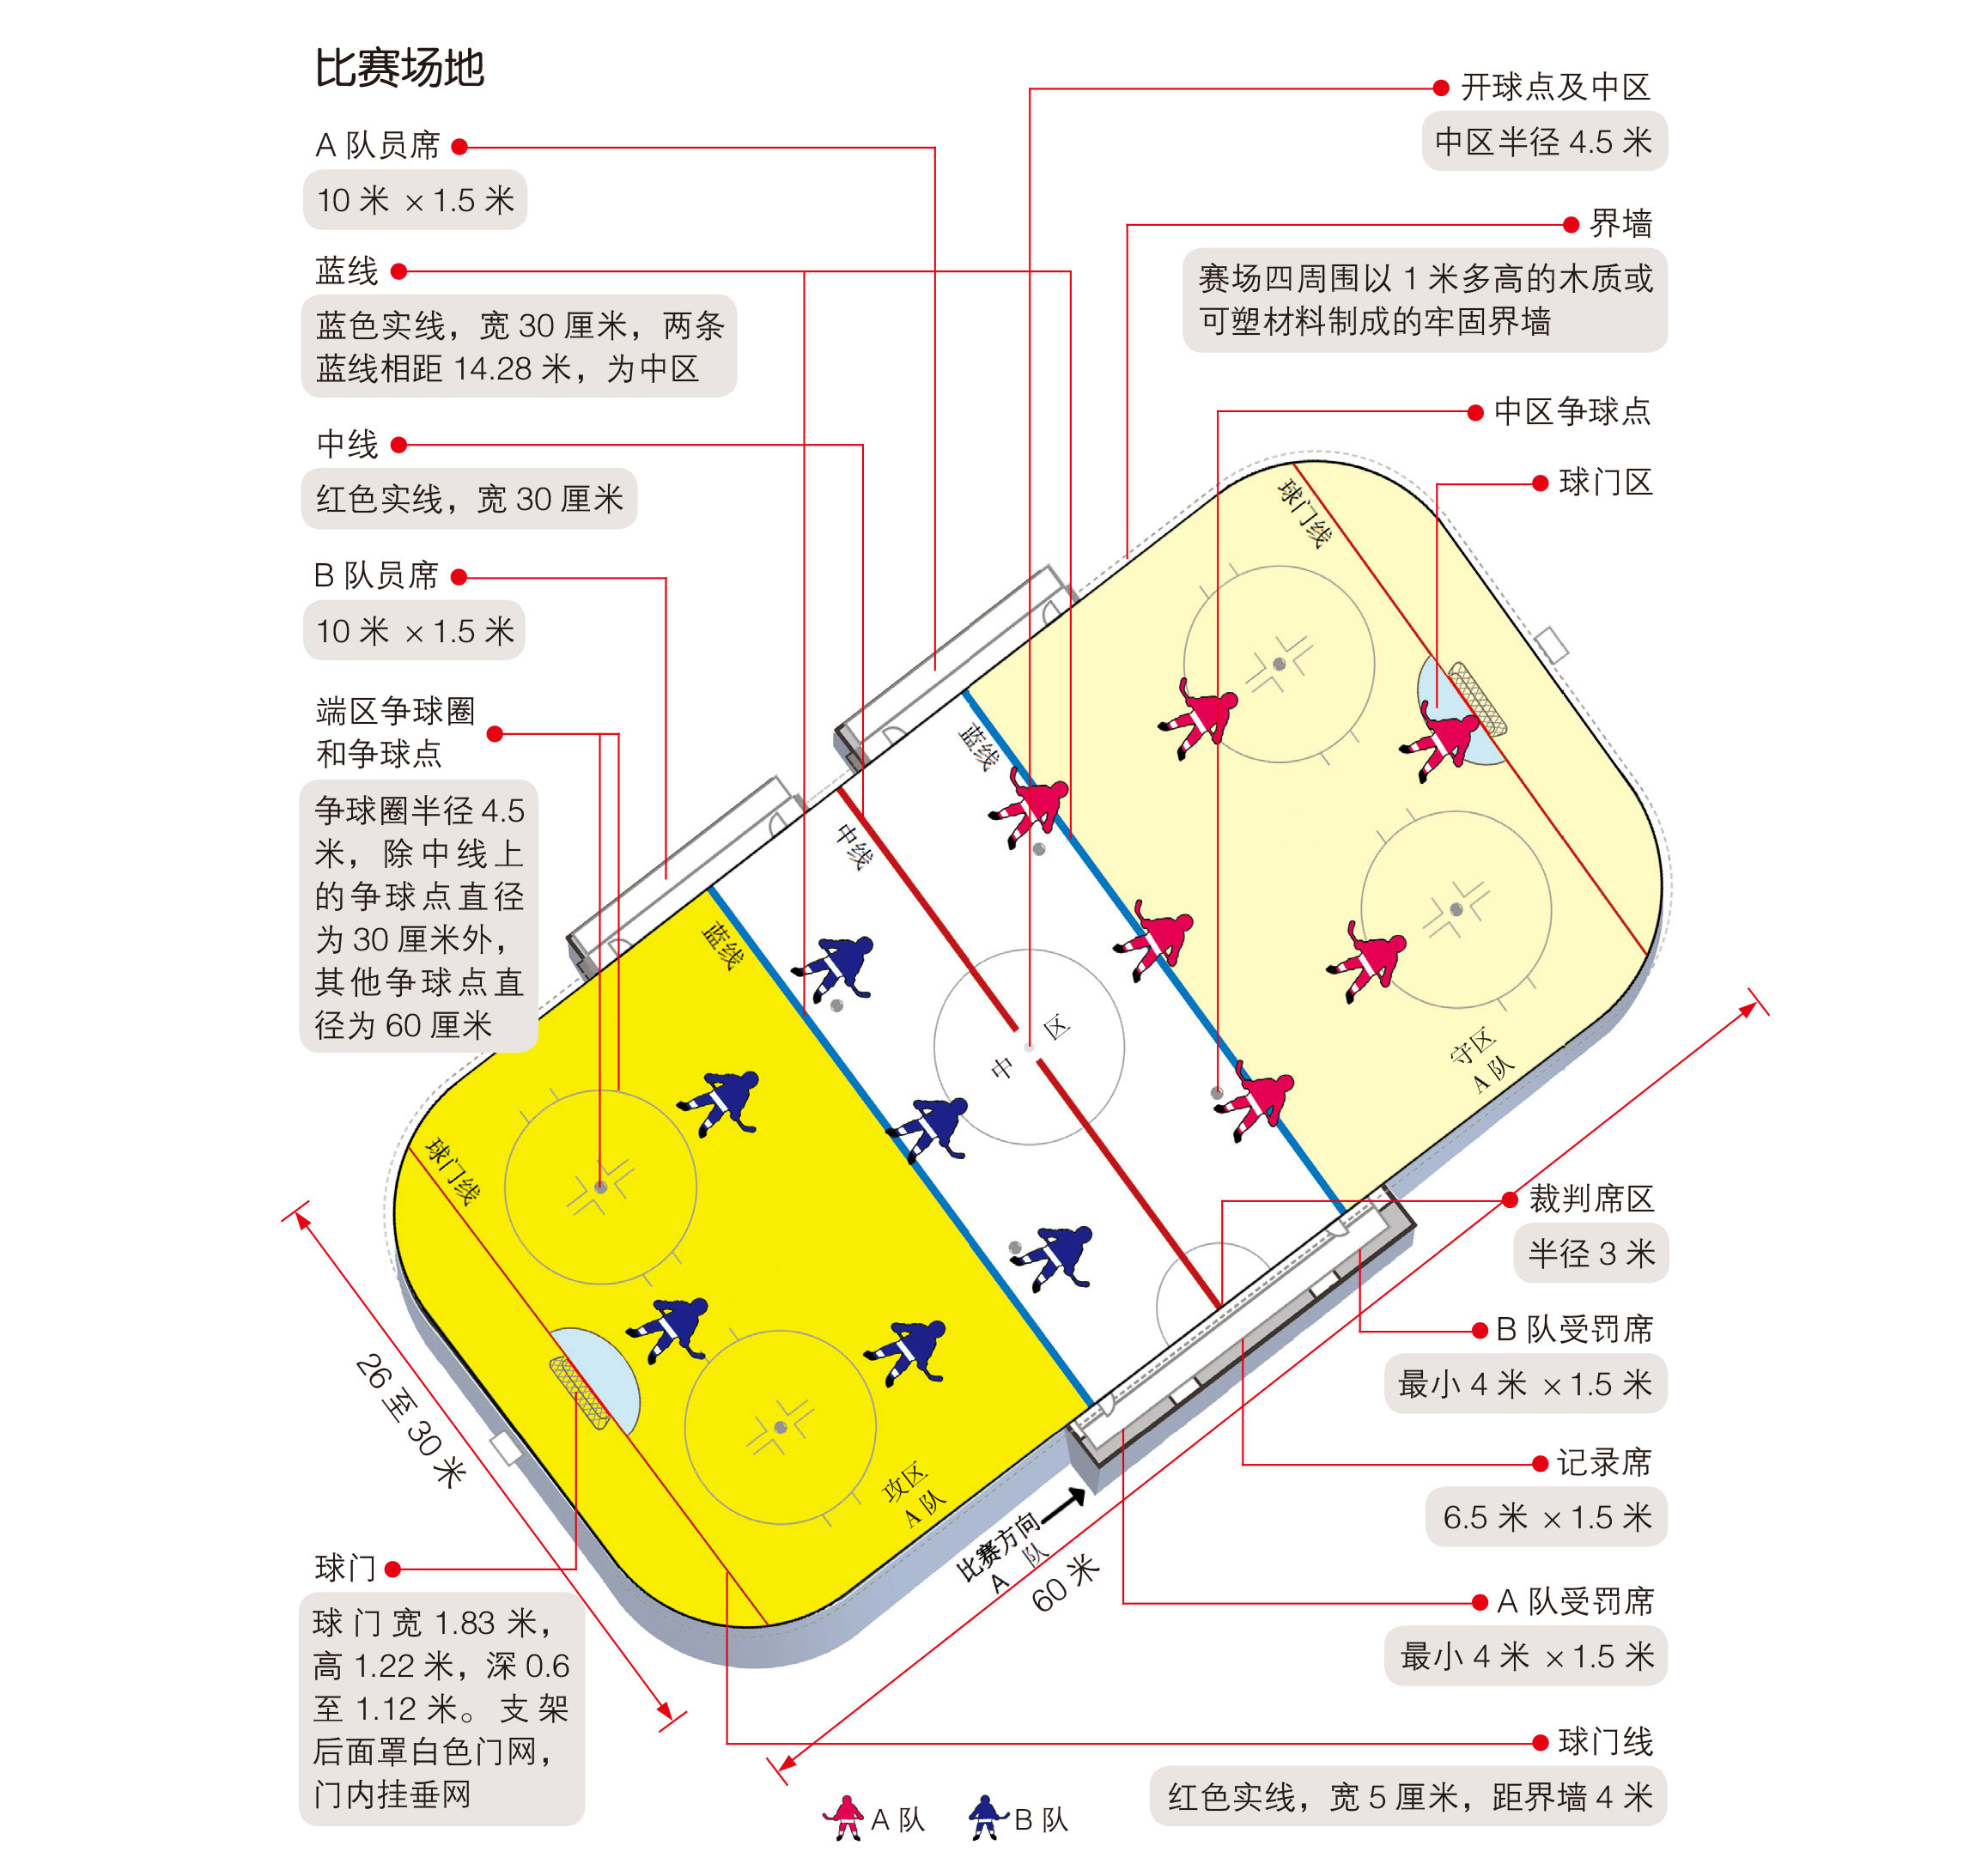 比赛场地
A 队员席
10 米 × 1.5 米
蓝线
蓝色实线，宽 30 厘米，两条
蓝线相距 14.28 米，为中区
中线
红色实线，宽 30 厘米
B 队员席
10 米 × 1.5 米
端区争球圈
和争球点
争球圈半径 4.5
米，除中线上
的争球点直径
为 30 厘米外，
其他争球点直
径为 60 厘米
球门
球门宽 1.83 米，
高 1.22 米，深 0.6
至 1.12 米。支架
后面罩白色门网，
门内挂垂网
开球点及中区
中区半径 4.5 米
界墙
赛场四周围以 1 米多高的木质或
可塑材料制成的牢固界墙
中区争球点
球门区
裁判席区
半径 3 米
B 队受罚席
最小 4 米 × 1.5 米
记录席
6.5 米 × 1.5 米
A 队受罚席
最小 4 米 × 1.5 米
球门线
红色实线，宽 5 厘米，距界墙 4 米
球门线
蓝线
中线
蓝线
中区
守区
A 队
球门线
攻区
A 队
比赛方向
A 队
26 至 30 米
60 米
A 队
B 队